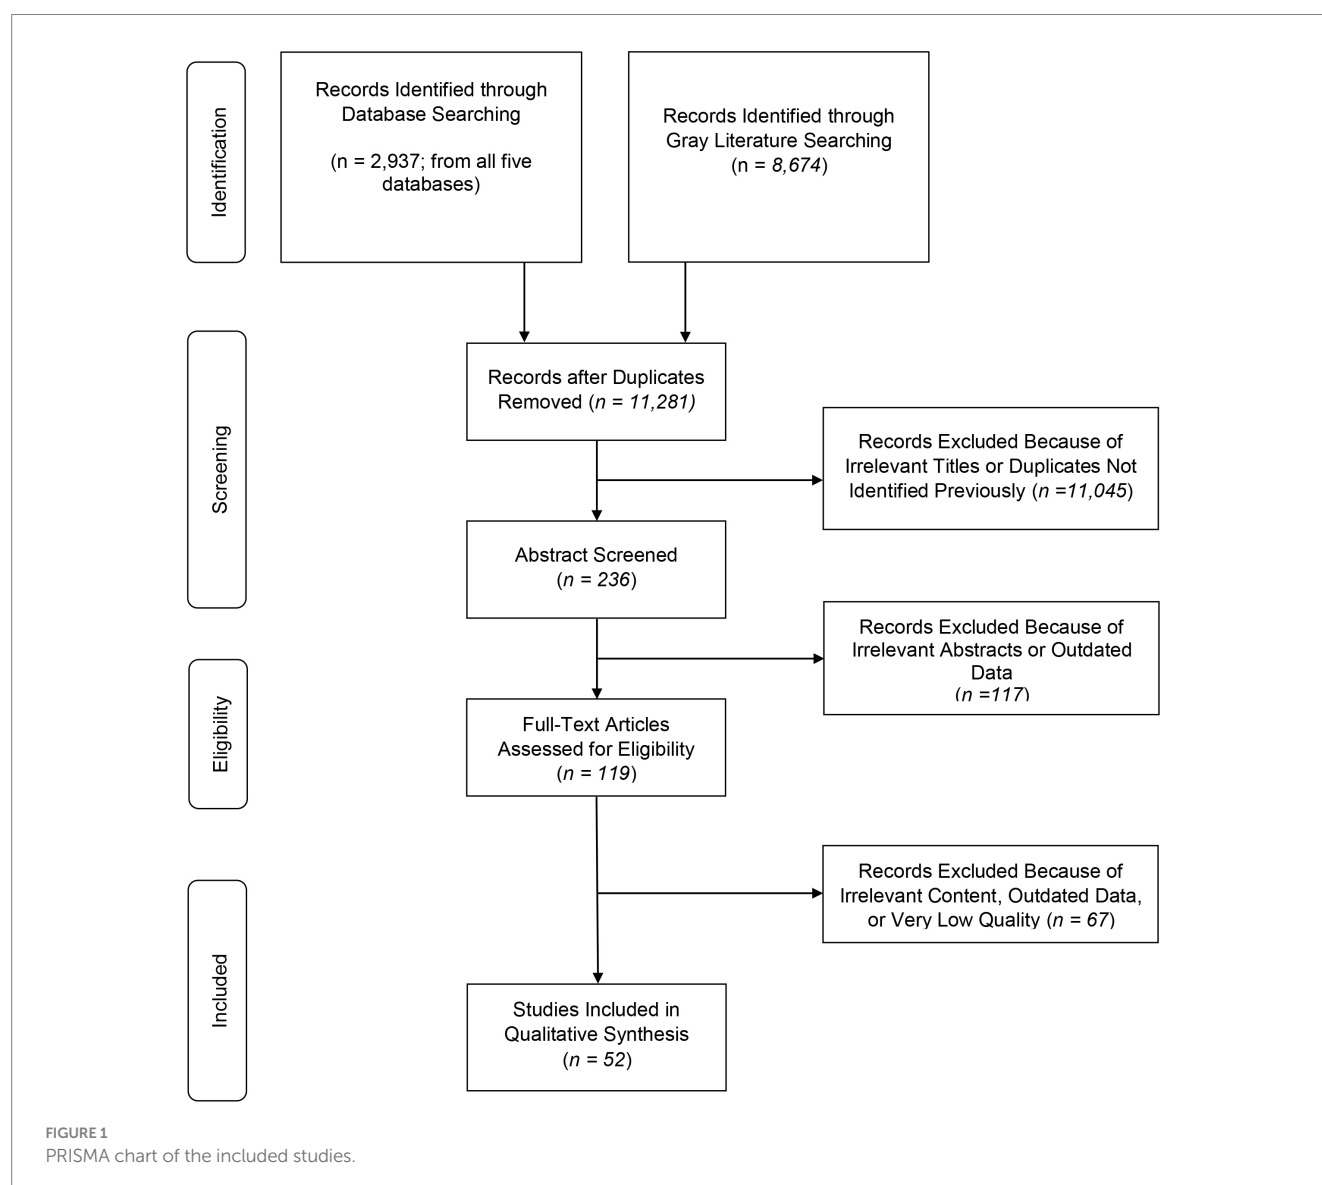 Identification
Records Identified through
Database Searching
(n = 2,937; from all five
databases)
Records Identified through
Gray Literature Searching
(n = 8,674)
Screening
Records after Duplicates
Removed (n = 11,281)
Records Excluded Because of
Irrelevant Titles or Duplicates Not
Identified Previously (n =11,045)
Abstract Screened
(n = 236)
Records Excluded Because of
Irrelevant Abstracts or Outdated
Data
(n =117)
Eligibility
Full-Text Articles
Assessed for Eligibility
(n = 119)
Records Excluded Because of
Irrelevant Content, Outdated Data,
or Very Low Quality (n = 67)
Included
Studies Included in
Qualitative Synthesis
(n = 52)
FIGURE 1
PRISMA chart of the included studies.